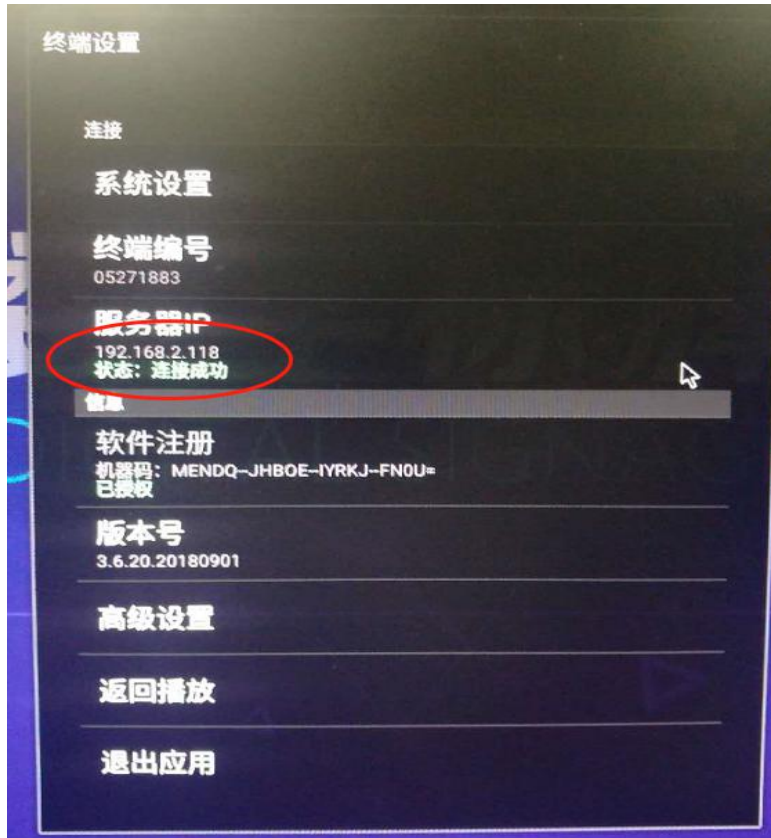 终端设置
连接
系统设置
终端编号
05271883
服务器IP
192.168.2.118
状态：连接成功
信息
软件注册
机器码：MENDQ--JHBOE--IYRKJ--FN0U=
已授权
版本号
3.6.20.20180901
高级设置
返回播放
退出应用